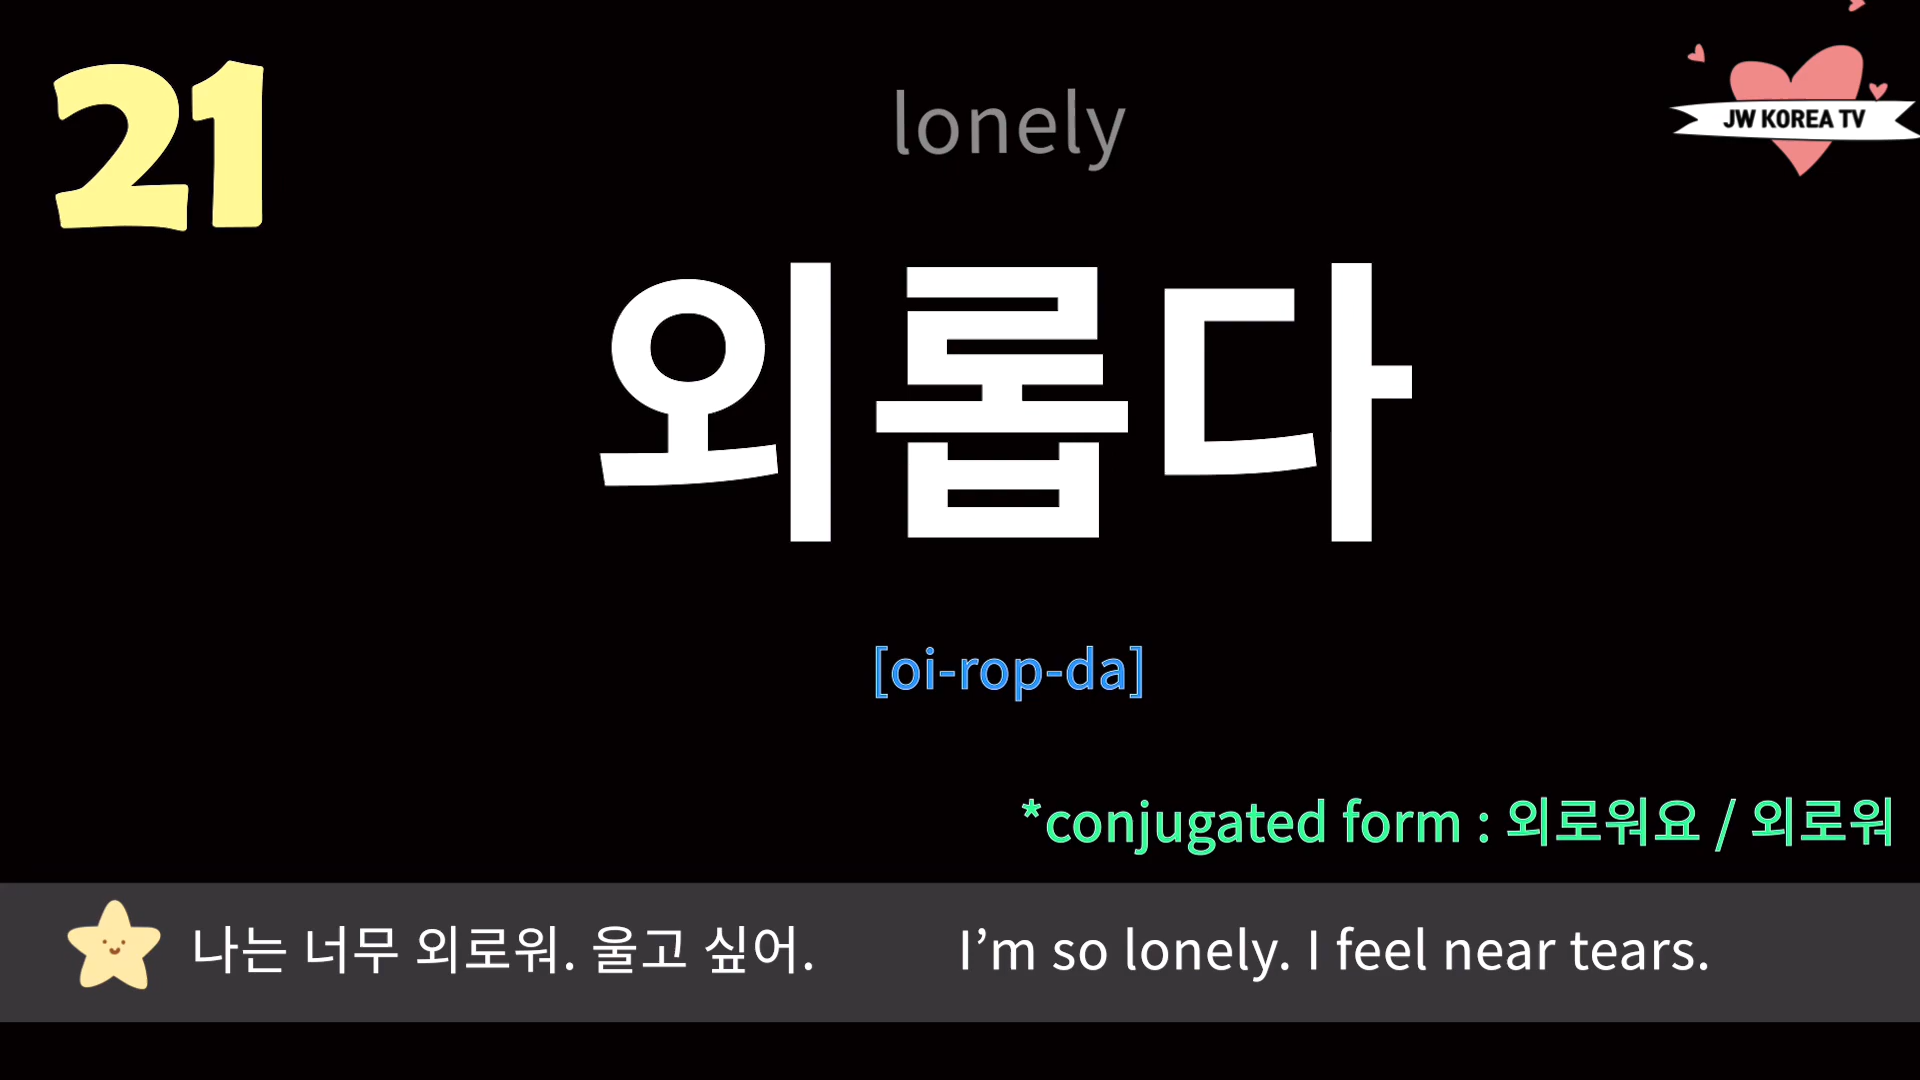 21
lonely
JW KOREA TV
외롭다
[oi-rop-da]
*conjugated form : 외로워요 / 외로워
나는 너무 외로워. 울고 싶어.
I’m so lonely. I feel near tears.